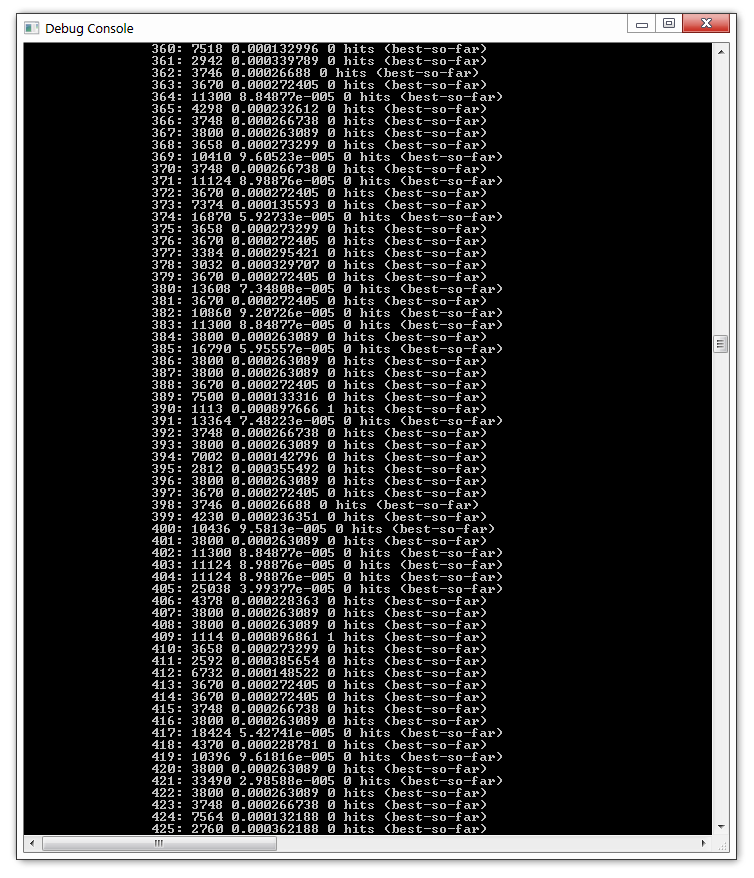 Debug Console
360: 7518 0.000132996 0 hits (best-so-far)
361: 2942 0.000339789 0 hits (best-so-far)
362: 3746 0.00026688 0 hits (best-so-far)
363: 3670 0.000272405 0 hits (best-so-far)
364: 11300 8.84877e-005 0 hits (best-so-far)
365: 4298 0.000232612 0 hits (best-so-far)
366: 3748 0.000266738 0 hits (best-so-far)
367: 3800 0.000263089 0 hits (best-so-far)
368: 3658 0.000273299 0 hits (best-so-far)
369: 10410 9.60523e-005 0 hits (best-so-far)
370: 3748 0.000266738 0 hits (best-so-far)
371: 11124 8.98876e-005 0 hits (best-so-far)
372: 3670 0.000272405 0 hits (best-so-far)
373: 7374 0.000135593 0 hits (best-so-far)
374: 16870 5.92733e-005 0 hits (best-so-far)
375: 3658 0.000273299 0 hits (best-so-far)
376: 3670 0.000272405 0 hits (best-so-far)
377: 3384 0.000295421 0 hits (best-so-far)
378: 3032 0.000329707 0 hits (best-so-far)
379: 3670 0.000272405 0 hits (best-so-far)
380: 13608 7.34808e-005 0 hits (best-so-far)
381: 3670 0.000272405 0 hits (best-so-far)
382: 10860 9.20726e-005 0 hits (best-so-far)
383: 11300 8.84877e-005 0 hits (best-so-far)
384: 3800 0.000263089 0 hits (best-so-far)
385: 16790 5.95557e-005 0 hits (best-so-far)
386: 3800 0.000263089 0 hits (best-so-far)
387: 3800 0.000263089 0 hits (best-so-far)
388: 3670 0.000272405 0 hits (best-so-far)
389: 7500 0.000133316 0 hits (best-so-far)
390: 1113 0.000897666 1 hits (best-so-far)
391: 13364 7.48223e-005 0 hits (best-so-far)
392: 3748 0.000266738 0 hits (best-so-far)
393: 3800 0.000263089 0 hits (best-so-far)
394: 7002 0.000142796 0 hits (best-so-far)
395: 2812 0.000355492 0 hits (best-so-far)
396: 3800 0.000263089 0 hits (best-so-far)
397: 3670 0.000272405 0 hits (best-so-far)
398: 3746 0.00026688 0 hits (best-so-far)
399: 4230 0.000236351 0 hits (best-so-far)
400: 10436 9.5813e-005 0 hits (best-so-far)
401: 3800 0.000263089 0 hits (best-so-far)
402: 11300 8.84877e-005 0 hits (best-so-far)
403: 11124 8.98876e-005 0 hits (best-so-far)
404: 11124 8.98876e-005 0 hits (best-so-far)
405: 25038 3.99377e-005 0 hits (best-so-far)
406: 4378 0.000228363 0 hits (best-so-far)
407: 3800 0.000263089 0 hits (best-so-far)
408: 3800 0.000263089 0 hits (best-so-far)
409: 1114 0.000896861 1 hits (best-so-far)
410: 3658 0.000273299 0 hits (best-so-far)
411: 2592 0.000385654 0 hits (best-so-far)
412: 6732 0.000148522 0 hits (best-so-far)
413: 3670 0.000272405 0 hits (best-so-far)
414: 3670 0.000272405 0 hits (best-so-far)
415: 3748 0.000266738 0 hits (best-so-far)
416: 3800 0.000263089 0 hits (best-so-far)
417: 18424 5.42741e-005 0 hits (best-so-far)
418: 4370 0.000228781 0 hits (best-so-far)
419: 10396 9.61816e-005 0 hits (best-so-far)
420: 3800 0.000263089 0 hits (best-so-far)
421: 33490 2.98588e-005 0 hits (best-so-far)
422: 3800 0.000263089 0 hits (best-so-far)
423: 3748 0.000266738 0 hits (best-so-far)
424: 7564 0.000132188 0 hits (best-so-far)
425: 2760 0.000362188 0 hits (best-so-far)